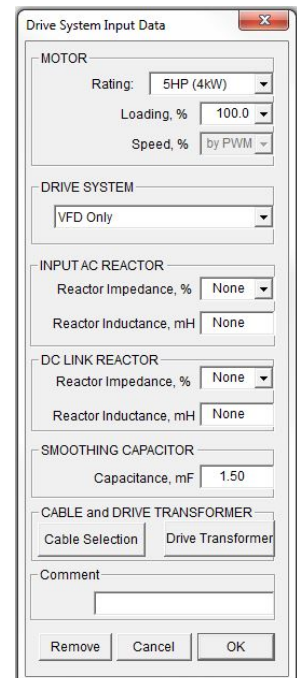 Drive System Input Data
MOTOR
Rating: 5HP (4kW)
Loading, % 100.0
Speed, % by PWM
DRIVE SYSTEM
VFD Only
INPUT AC REACTOR
Reactor Impedance, % None
Reactor Inductance, mH None
DC LINK REACTOR
Reactor Impedance, % None
Reactor Inductance, mH None
SMOOTHING CAPACITOR
Capacitance, mF 1.50
CABLE and DRIVE TRANSFORMER
Cable Selection Drive Transformer
Comment
Remove Cancel OK